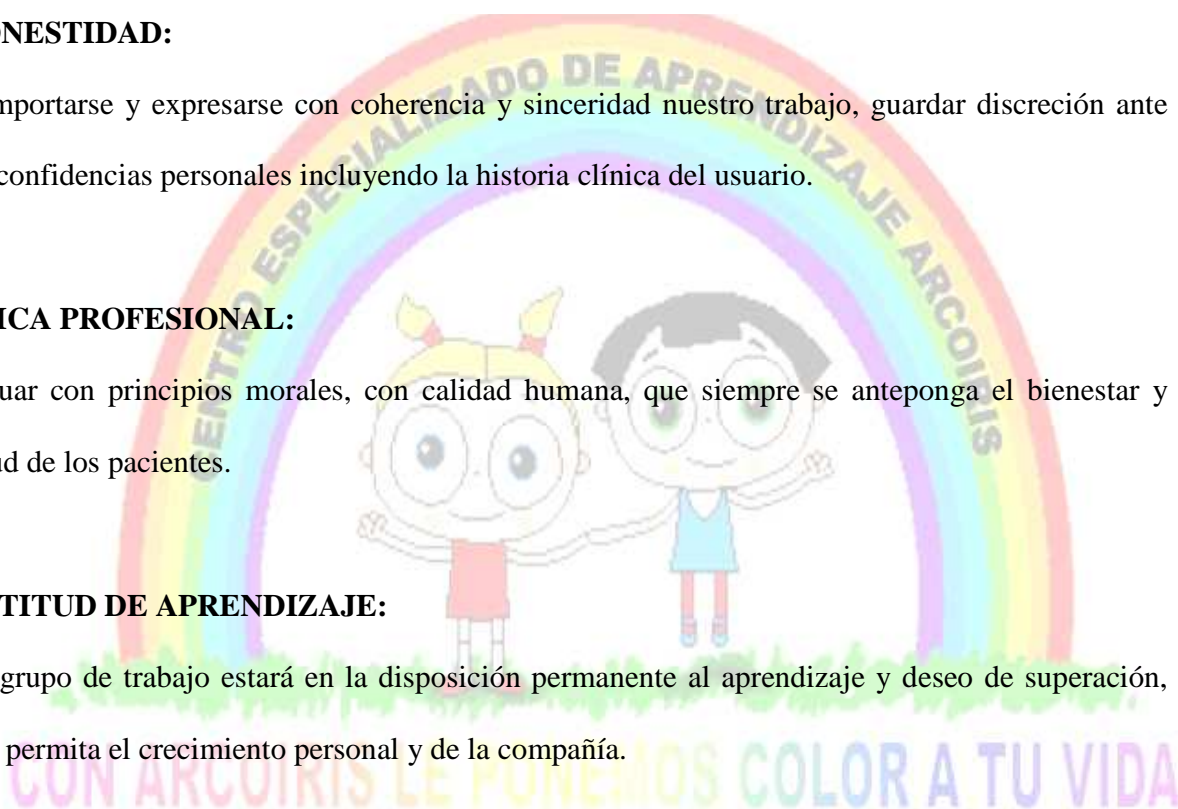 ONESTIDAD:
mportarse y expresarse con coherencia y sinceridad nuestro trabajo, guardar discreción ante
confidencias personales incluyendo la historia clínica del usuario.
ICA PROFESIONAL:
uar con principios morales, con calidad humana, que siempre se anteponga el bienestar y
ud de los pacientes.
TITUD DE APRENDIZAJE:
grupo de trabajo estará en la disposición permanente al aprendizaje y deseo de superación,
permita el crecimiento personal y de la compañía.
CENTRO ESPECIALIZADO DE APRENDIZAJE ARCOIRIS
CON ARCOIRIS LE PONEMOS COLOR A TU VIDA